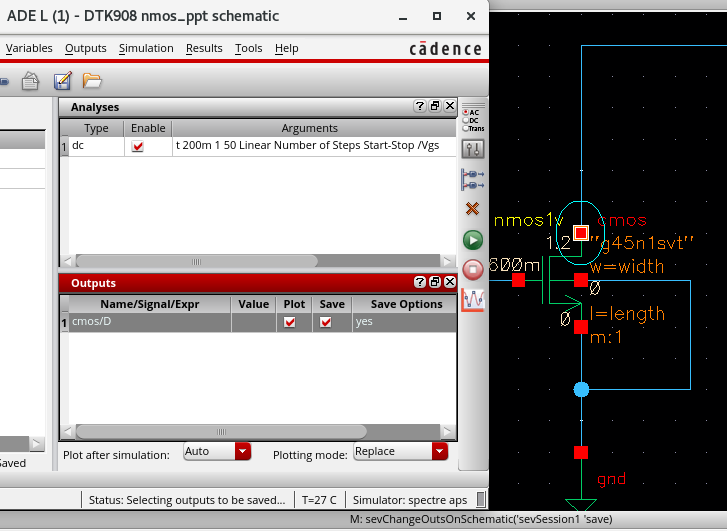 ADE L (1) - DTK908 nmos_ppt schematic
Variables Outputs Simulation Results Tools Help
cādence
Analyses
Type Enable Arguments
1 dc t 200m 1 50 Linear Number of Steps Start-Stop /Vgs
AC
DC
Trans
Outputs
Name/Signal/Expr Value Plot Save Save Options
1 cmos/D yes
Plot after simulation: Auto Plotting mode: Replace
Saved
Status: Selecting outputs to be saved... T=27 C Simulator: spectre aps
M: sevChangeOutsOnSchematic('sevSession1 'save)
nmos1v cmos
1.2 "g45n1svt"
600m w=width
0
0 l=length
m:1
gnd